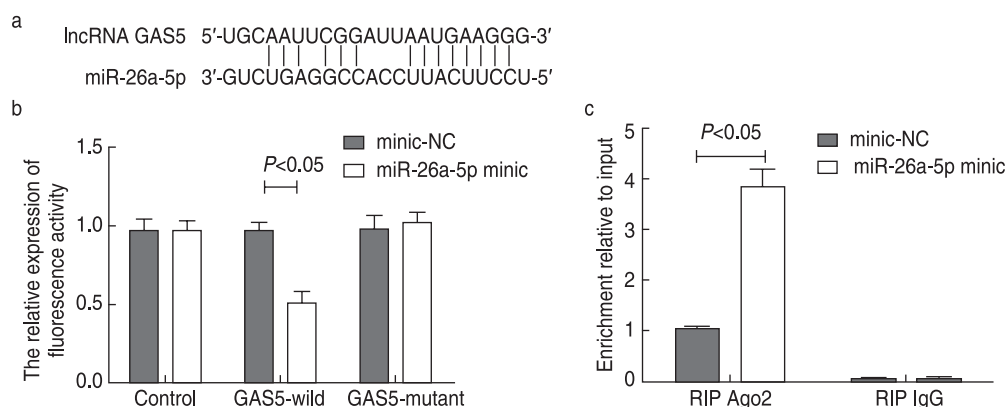 a
lncRNA GAS5 5′-UGCAAUUCGGAUUAAUGAAGGG-3′
miR-26a-5p 3′-GUCUGAGGCCACCUUACUUCCU-5′
b
The relative expression of
fluorescence activity
1.5
1.0
0.5
0.0
minic-NC
miR-26a-5p minic
P<0.05
Control
GAS5-wild
GAS5-mutant
c
Enrichment relative to input
5
4
3
2
1
0
P<0.05
minic-NC
miR-26a-5p minic
RIP Ago2
RIP IgG